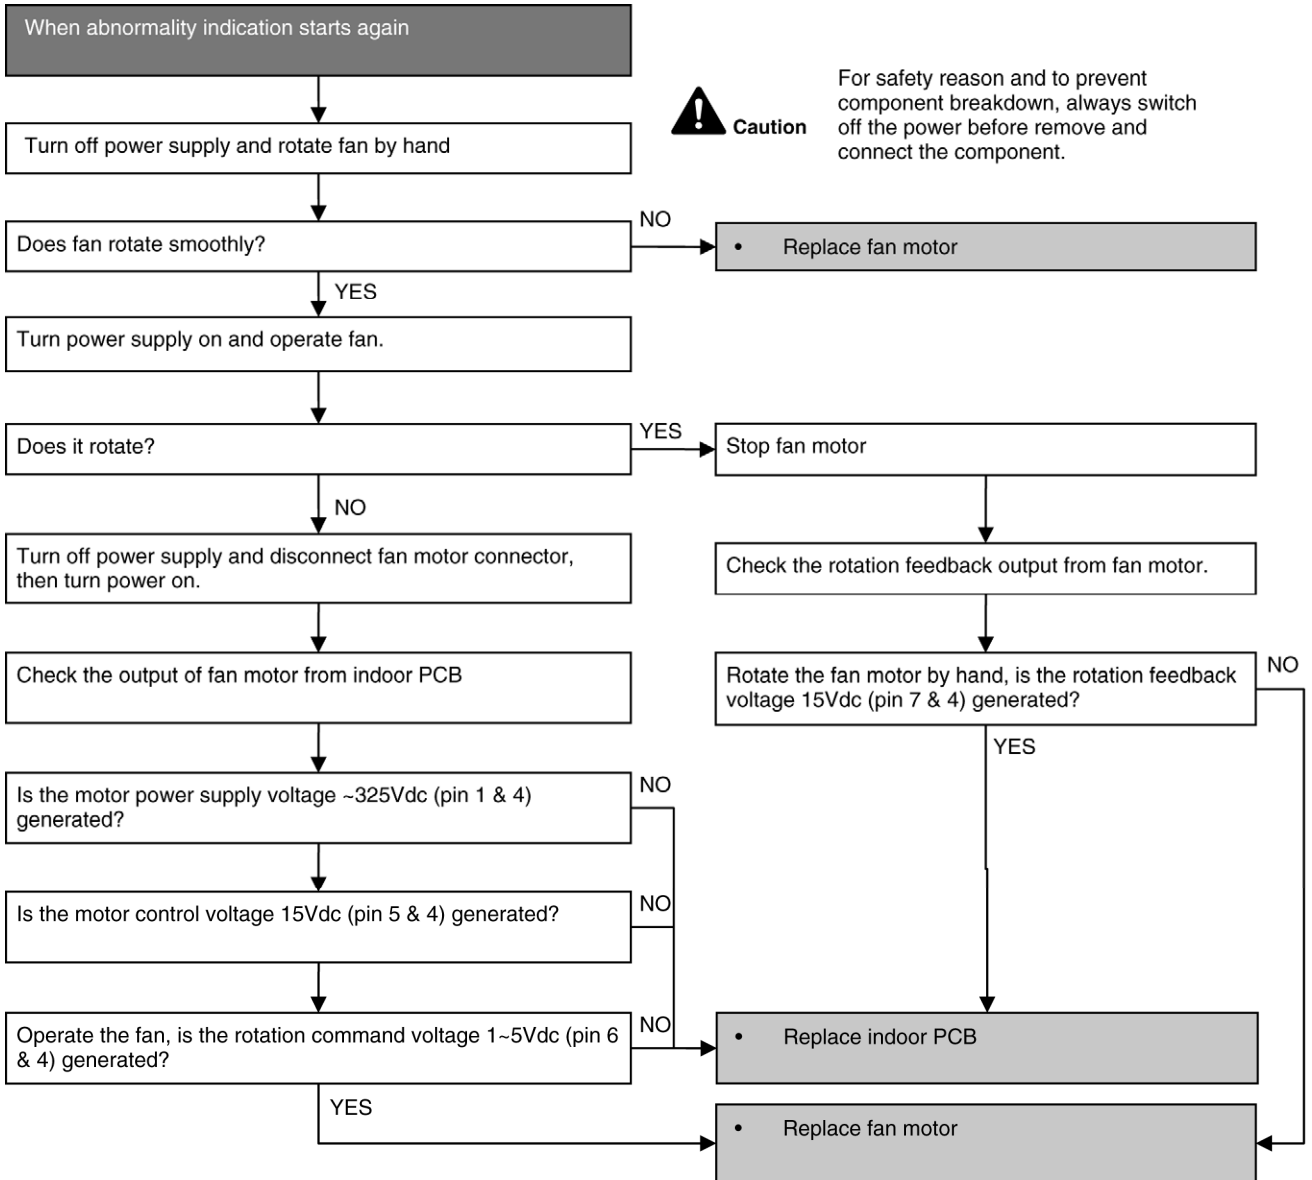 When abnormality indication starts again
For safety reason and to prevent
component breakdown, always switch
off the power before remove and
connect the component.
Caution
Turn off power supply and rotate fan by hand
Does fan rotate smoothly?
NO
• Replace fan motor
YES
Turn power supply on and operate fan.
Does it rotate?
YES
Stop fan motor
NO
Turn off power supply and disconnect fan motor connector,
then turn power on.
Check the rotation feedback output from fan motor.
Check the output of fan motor from indoor PCB
Rotate the fan motor by hand, is the rotation feedback
voltage 15Vdc (pin 7 & 4) generated?
NO
YES
Is the motor power supply voltage ~325Vdc (pin 1 & 4)
generated?
NO
Is the motor control voltage 15Vdc (pin 5 & 4) generated?
NO
Operate the fan, is the rotation command voltage 1~5Vdc (pin 6
& 4) generated?
NO
• Replace indoor PCB
YES
• Replace fan motor